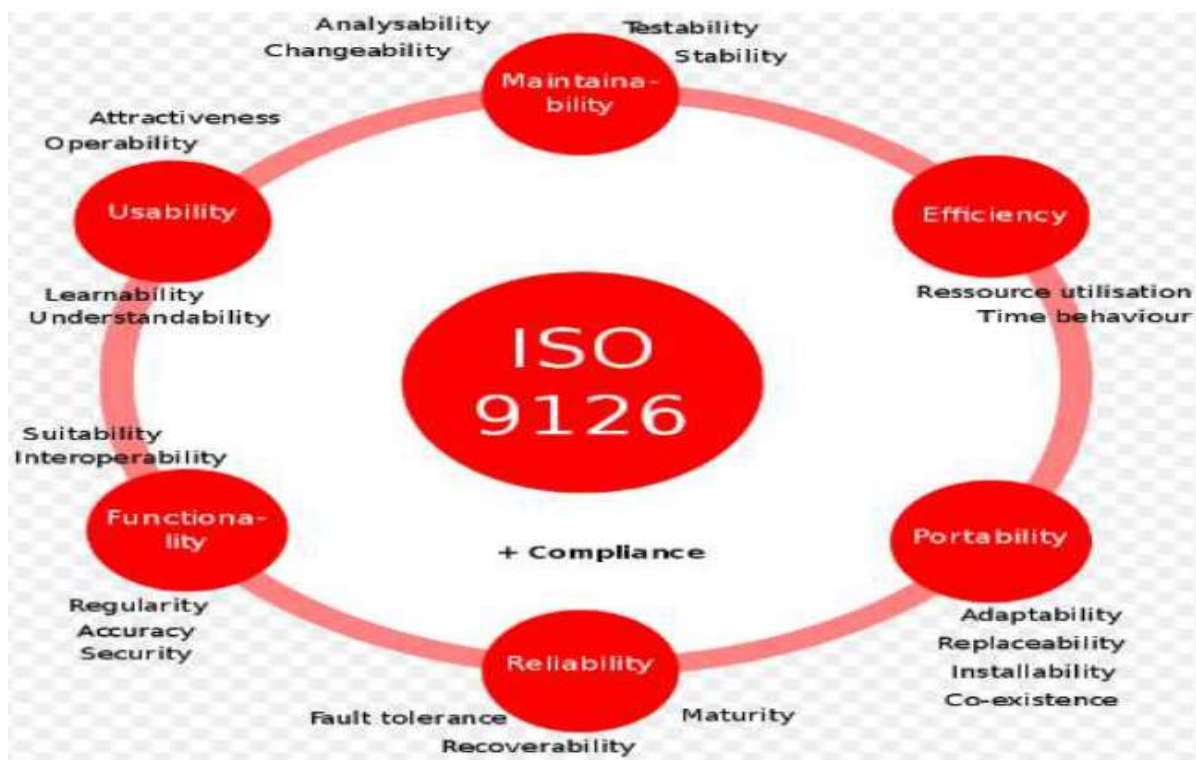 Analysability
Changeability
Testability
Stability
Maintaina-
bility
Attractiveness
Operability
Usability
Learnability
Understandability
Efficiency
Ressource utilisation
Time behaviour
ISO
9126
Suitability
Interoperability
Functiona-
lity
Regularity
Accuracy
Security
+ Compliance
Portability
Adaptability
Replaceability
Installability
Co-existence
Reliability
Fault tolerance
Maturity
Recoverability